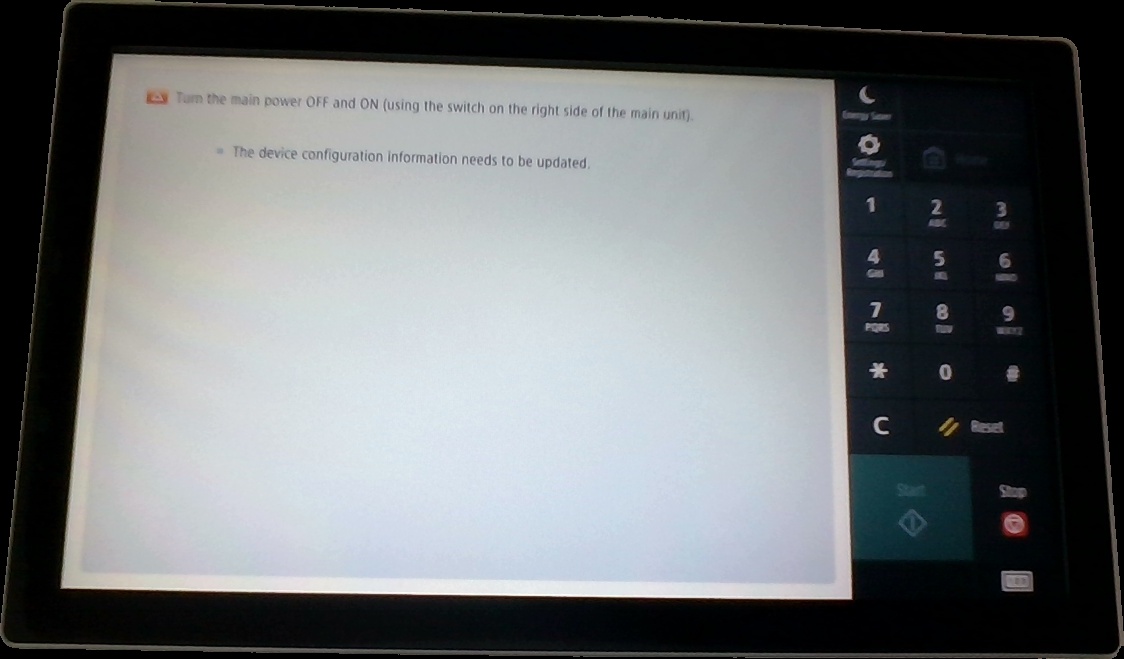 Turn the main power OFF and ON (using the switch on the right side of the main unit).
The device configuration information needs to be updated.
Energy Saver
Settings/
Registration
Home
1
2
3
ABC
DEF
4
5
6
GHI
JKL
MNO
7
8
9
PQRS
TUV
WXYZ
*
0
#
C
Reset
Start
Stop